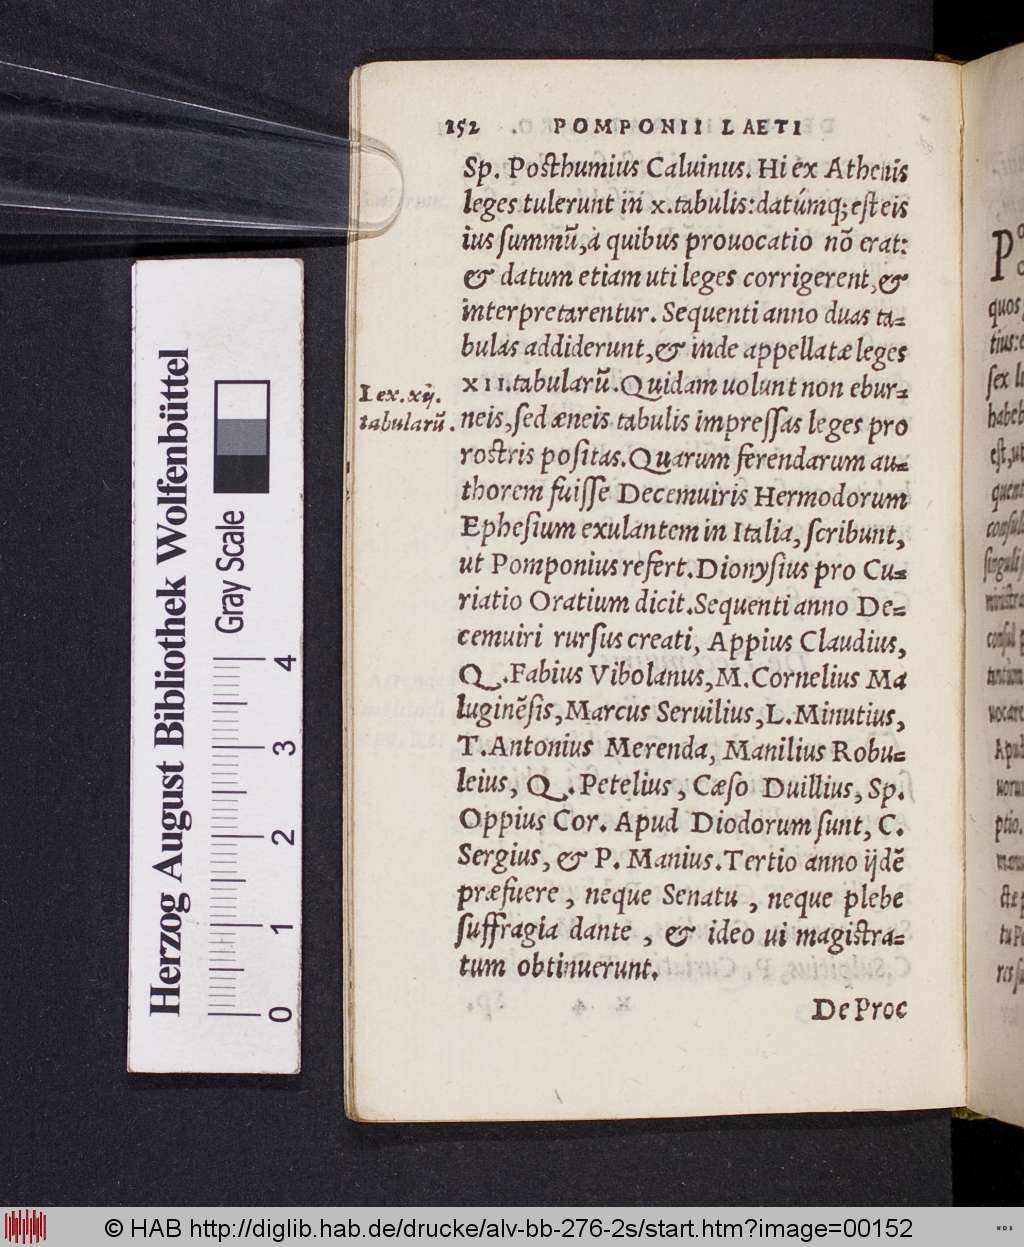 252 . POMPONII LAETI
Sp. Posthumius Caluinus. Hi ex Athenis
leges tulerunt in x. tabulis: datúmq; est eis
ius summũ, à quibus prouocatio nõ erat:
& datum etiam uti leges corrigerent, &
interpretarentur. Sequenti anno duas ta-
bulas addiderunt, & inde appellatæ leges
XII. tabularũ. Quidam uolunt non ebur-
neis, sed æneis tabulis impressas leges pro
rostris positas. Quarum ferendarum au-
thorem fuisse Decemuiris Hermodorum
Ephesium exulantem in Italia, scribunt,
ut Pomponius refert. Dionysius pro Cu-
riatio Oratium dicit. Sequenti anno De-
cemuiri rursus creati, Appius Claudius,
Q. Fabius Vibolanus, M. Cornelius Ma
luginẽsis, Marcus Seruilius, L. Minutius,
T. Antonius Merenda, Manilius Robu-
leius, Q. Petelius, Cæso Duillius, Sp.
Oppius Cor. Apud Diodorum sunt, C.
Sergius, & P. Manius. Tertio anno ijdẽ
præfuere, neque Senatu, neque plebe
suffragia dante, & ideo ui magistra-
tum obtinuerunt.
De Proc
Lex. xij.
tabularũ.
Herzog August Bibliothek Wolfenbüttel
Gray Scale
0 1 2 3 4
© HAB http://diglib.hab.de/drucke/alv-bb-276-2s/start.htm?image=00152
WDB